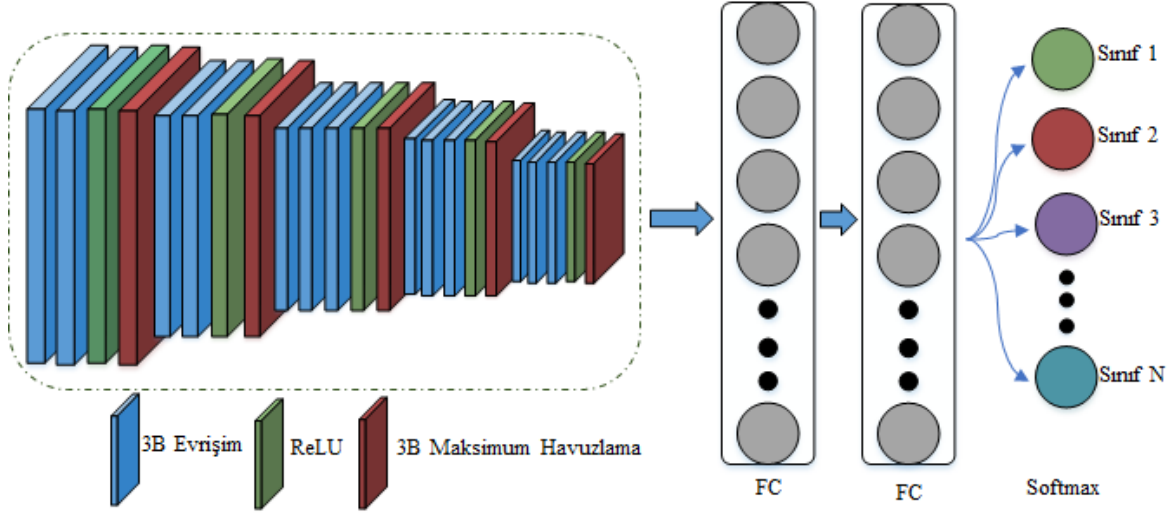 Sınıf 1
Sınıf 2
Sınıf 3
Sınıf N
3B Evrişim
ReLU
3B Maksimum Havuzlama
FC
FC
Softmax